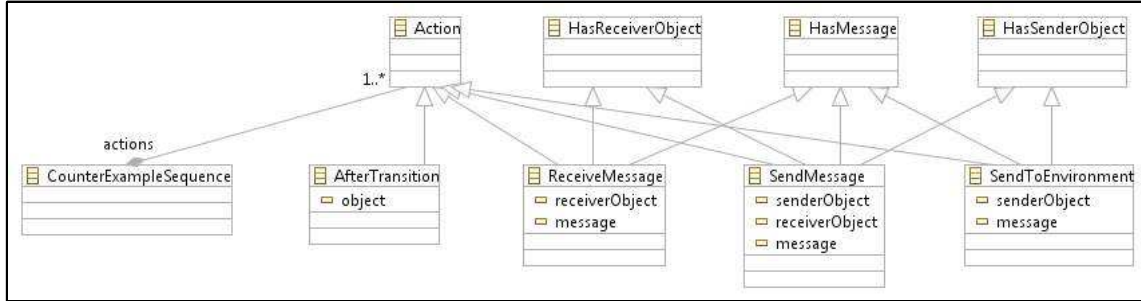 Action
HasReceiverObject
HasMessage
HasSenderObject
1..*
actions
CounterExampleSequence
AfterTransition
object
ReceiveMessage
receiverObject
message
SendMessage
senderObject
receiverObject
message
SendToEnvironment
senderObject
message